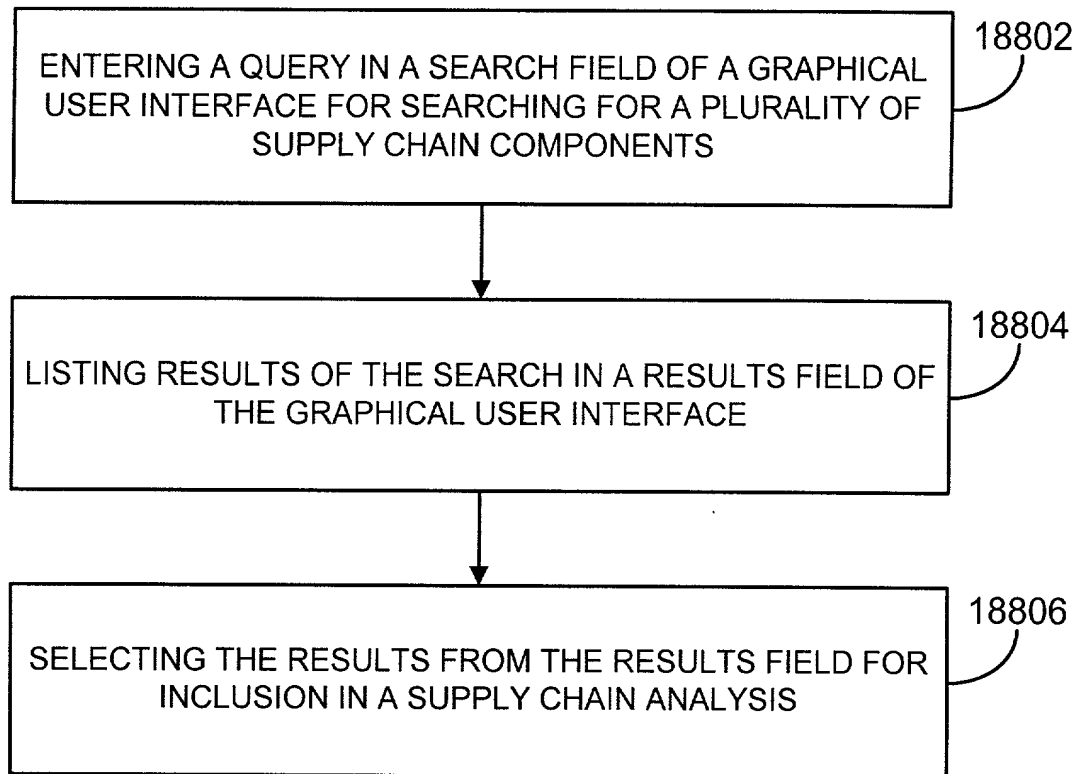 18802
ENTERING A QUERY IN A SEARCH FIELD OF A GRAPHICAL
USER INTERFACE FOR SEARCHING FOR A PLURALITY OF
SUPPLY CHAIN COMPONENTS
18804
LISTING RESULTS OF THE SEARCH IN A RESULTS FIELD OF
THE GRAPHICAL USER INTERFACE
18806
SELECTING THE RESULTS FROM THE RESULTS FIELD FOR
INCLUSION IN A SUPPLY CHAIN ANALYSIS